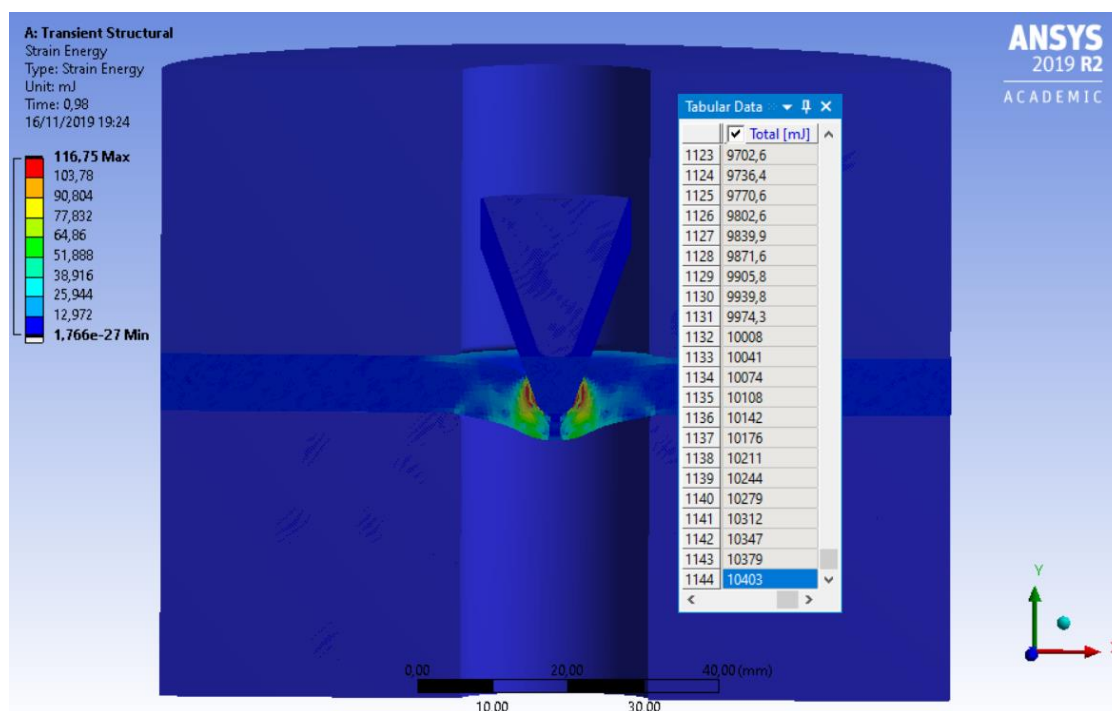 A: Transient Structural
Strain Energy
Type: Strain Energy
Unit: mJ
Time: 0,98
16/11/2019 19:24
116,75 Max
103,78
90,804
77,832
64,86
51,888
38,916
25,944
12,972
1,766e-27 Min
ANSYS
2019 R2
ACADEMIC
Tabular Data
Total [mJ]
1123 9702,6
1124 9736,4
1125 9770,6
1126 9802,6
1127 9839,9
1128 9871,6
1129 9905,8
1130 9939,8
1131 9974,3
1132 10008
1133 10041
1134 10074
1135 10108
1136 10142
1137 10176
1138 10211
1139 10244
1140 10279
1141 10312
1142 10347
1143 10379
1144 10403
0,00 20,00 40,00 (mm)
10,00 30,00
Y